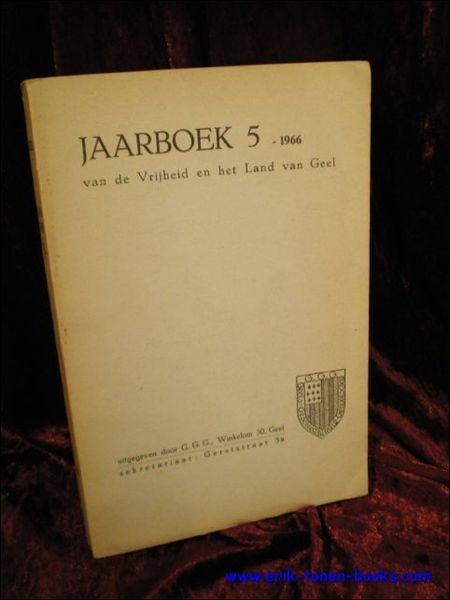 JAARBOEK 5 - 1966
van de Vrijheid en het Land van Geel
G.G.G.
uitgegeven door G. G. G., Winkelom 30, Geel
sekretariaat: Gerststraat 5a
www.erik-tonen-books.com